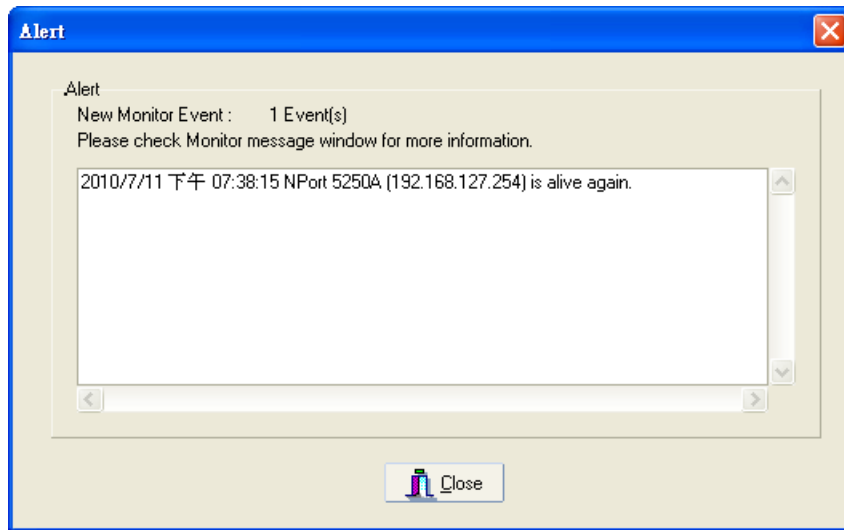 Alert
Alert
New Monitor Event : 1 Event(s)
Please check Monitor message window for more information.
2010/7/11 下午 07:38:15 NPort 5250A (192.168.127.254) is alive again.
Close